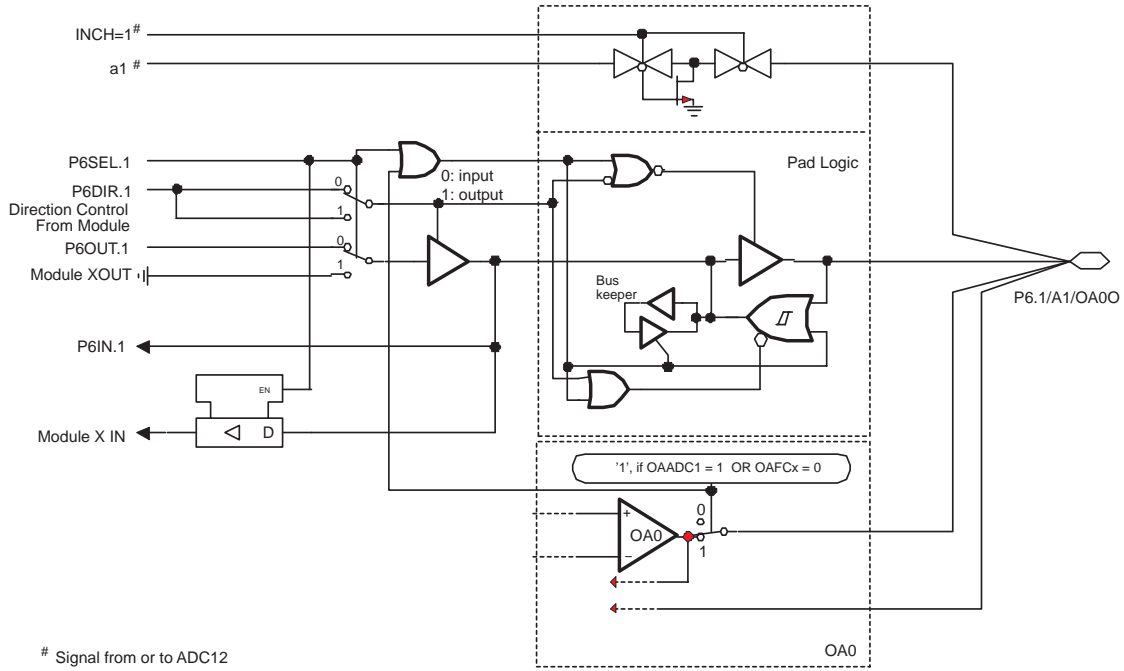 INCH=1#
a1 #
P6SEL.1
0: input
1: output
Pad Logic
P6DIR.1
0
Direction Control
From Module
1
P6OUT.1
0
Module XOUT
1
Bus
keeper
P6.1/A1/OA0O
P6IN.1
EN
Module X IN
D
'1', if OAADC1 = 1 OR OAFCx = 0
0
+
OA0
−
1
OA0
# Signal from or to ADC12